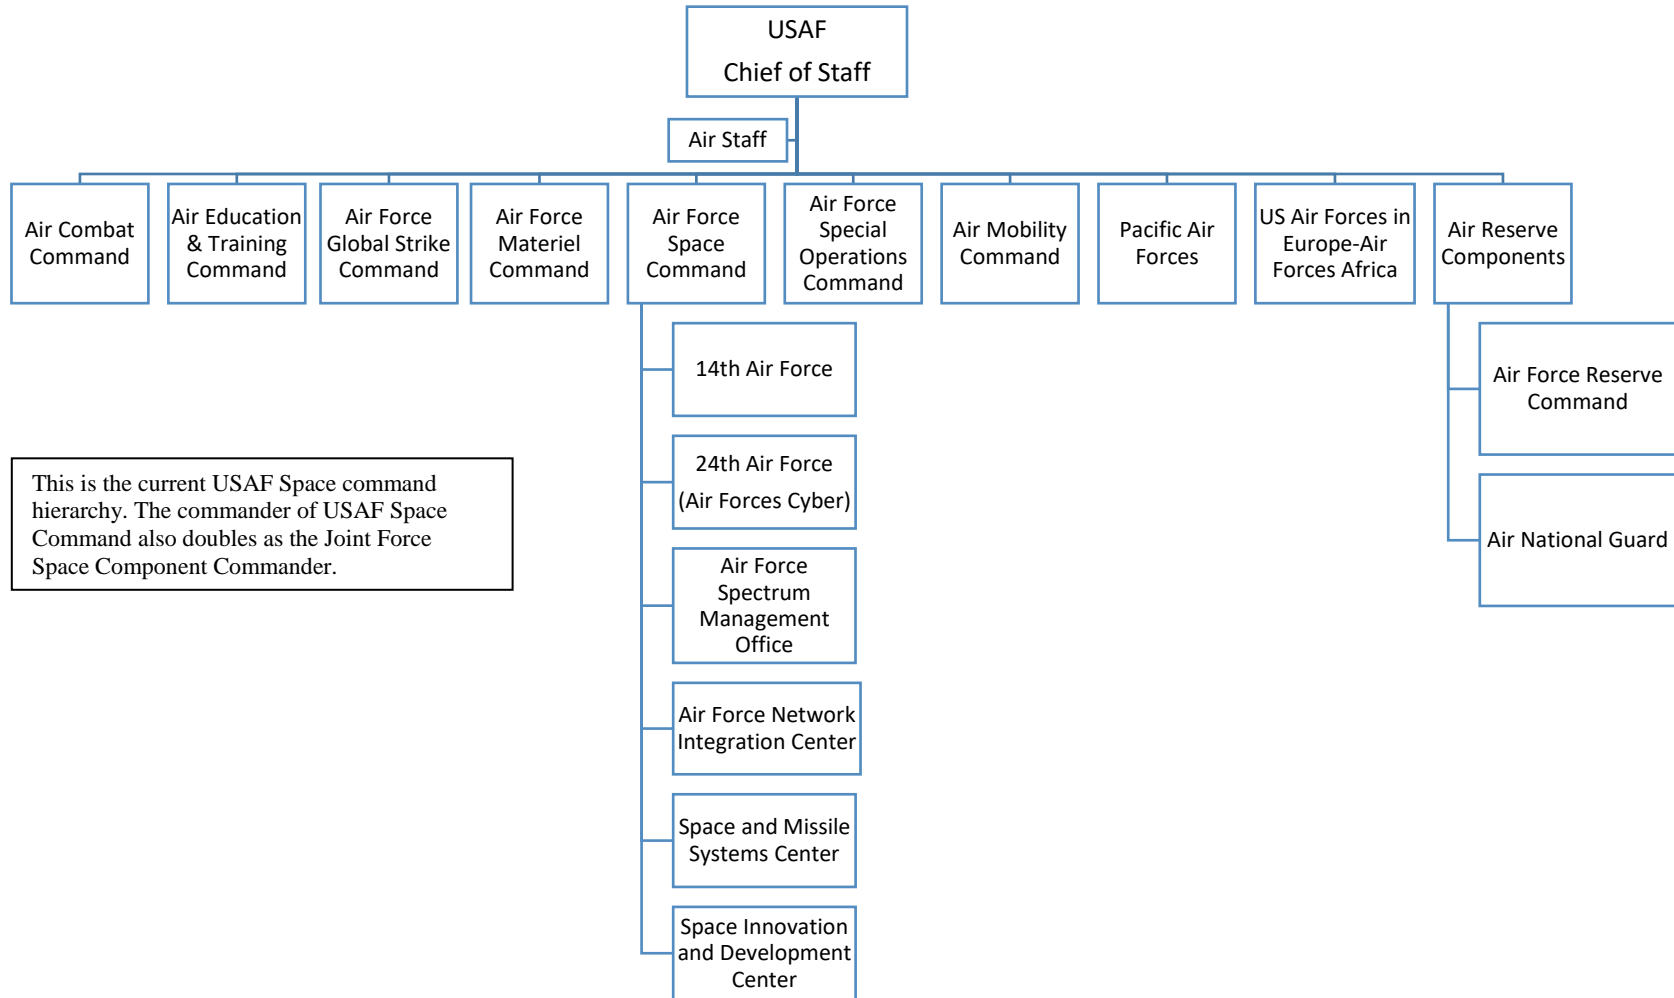 USAF
Chief of Staff
Air Staff
Air Combat
Command
Air Education
& Training
Command
Air Force
Global Strike
Command
Air Force
Materiel
Command
Air Force
Space
Command
Air Force
Special
Operations
Command
Air Mobility
Command
Pacific Air
Forces
US Air Forces in
Europe-Air
Forces Africa
Air Reserve
Components
14th Air Force
24th Air Force
(Air Forces Cyber)
Air Force
Spectrum
Management
Office
Air Force Network
Integration Center
Space and Missile
Systems Center
Space Innovation
and Development
Center
Air Force Reserve
Command
Air National Guard
This is the current USAF Space command
hierarchy. The commander of USAF Space
Command also doubles as the Joint Force
Space Component Commander.